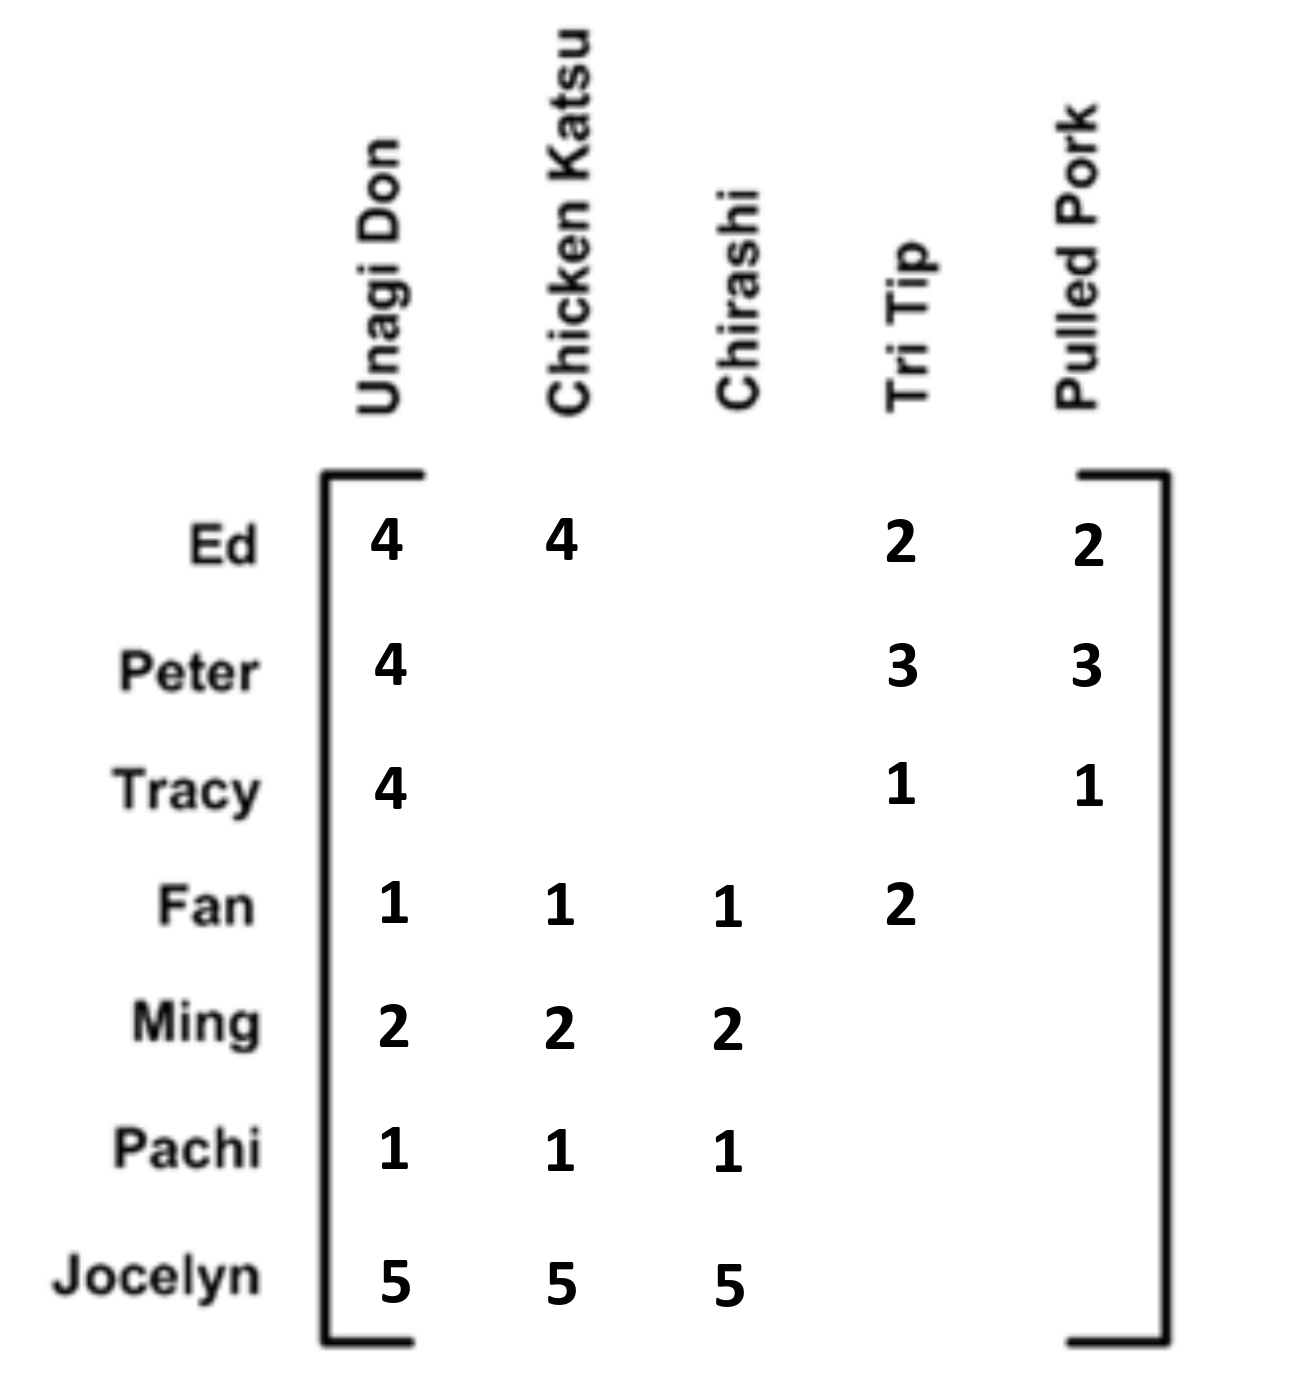 Unagi Don Chicken Katsu Chirashi Tri Tip Pulled Pork
Ed 4 4 2 2
Peter 4 3 3
Tracy 4 1 1
Fan 1 1 1 2
Ming 2 2 2
Pachi 1 1 1
Jocelyn 5 5 5